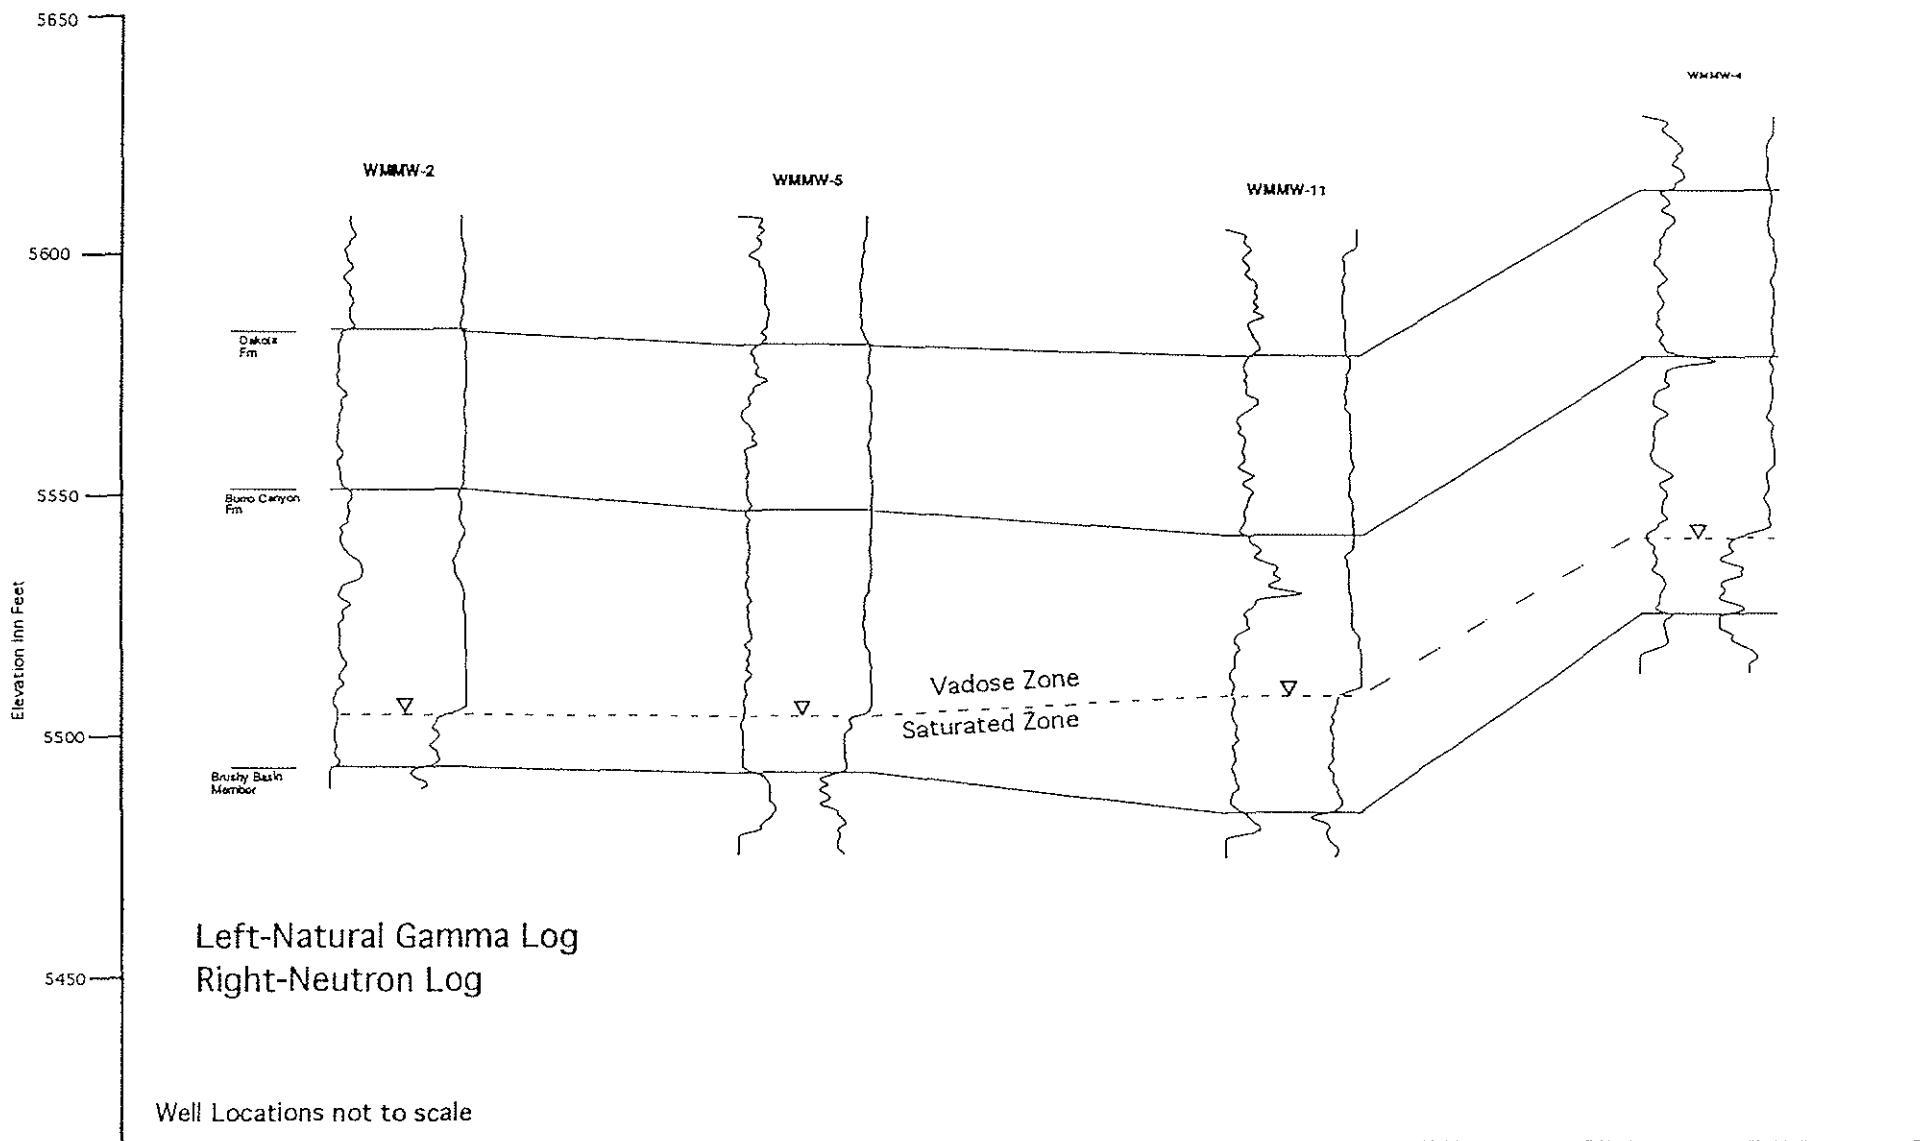 5650
WMMW-4
WMMW-2
WMMW-5
WMMW-11
5600
Dakota
Fm
5550
Burro Canyon
Fm
Elevation Inn Feet
Vadose Zone
Saturated Zone
5500
Brushy Basin
Member
Left-Natural Gamma Log
Right-Neutron Log
5450
Well Locations not to scale